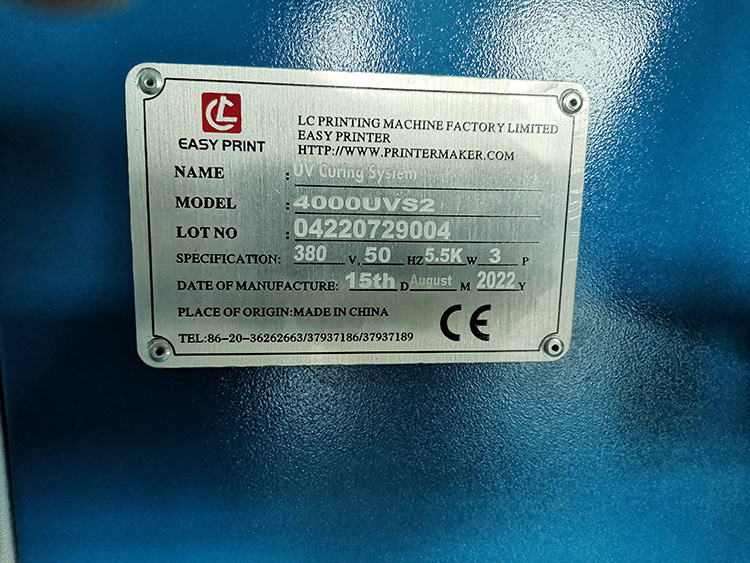 LC PRINTING MACHINE FACTORY LIMITED
EASY PRINTER
HTTP://WWW.PRINTERMAKER.COM
EASY PRINT
NAME : UV Curing System
MODEL : 4000UVS2
LOT NO : 04220729004
SPECIFICATION: 380 V, 50 HZ 5.5K W 3 P
DATE OF MANUFACTURE: 15th D August M 2022 Y
PLACE OF ORIGIN:MADE IN CHINA
CE
TEL:86-20-36262663/37937186/37937189